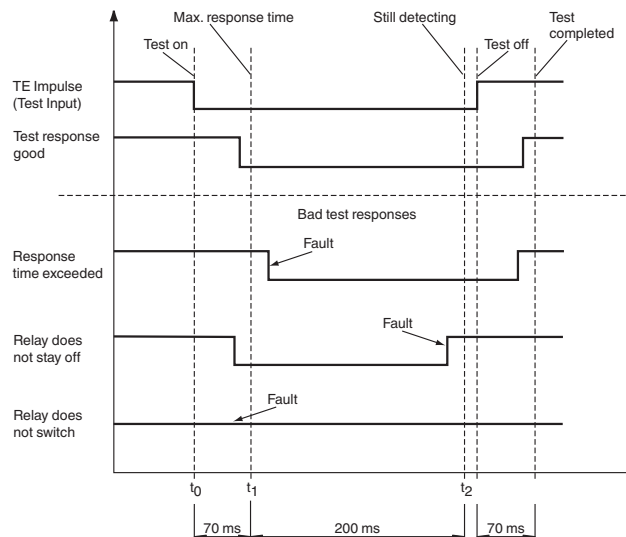 Max. response time
Still detecting
Test
completed
Test on
Test off
TE Impulse
(Test Input)
Test response
good
Bad test responses
Response
time exceeded
Fault
Relay does
not stay off
Fault
Relay does
not switch
Fault
t0
t1
t2
70 ms
200 ms
70 ms